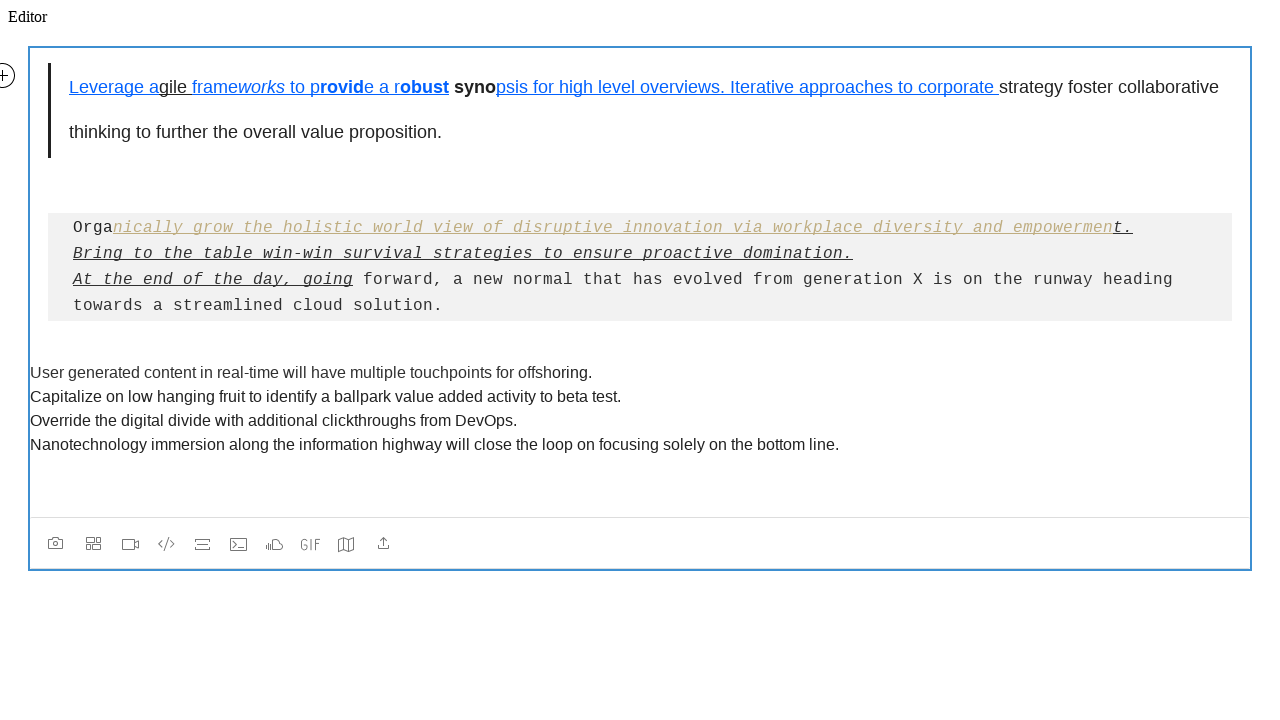 Editor
Leverage agile frameworks to provide a robust synopsis for high level overviews. Iterative approaches to corporate strategy foster collaborative
thinking to further the overall value proposition.
Organically grow the holistic world view of disruptive innovation via workplace diversity and empowerment.
Bring to the table win-win survival strategies to ensure proactive domination.
At the end of the day, going forward, a new normal that has evolved from generation X is on the runway heading
towards a streamlined cloud solution.
User generated content in real-time will have multiple touchpoints for offshoring.
Capitalize on low hanging fruit to identify a ballpark value added activity to beta test.
Override the digital divide with additional clickthroughs from DevOps.
Nanotechnology immersion along the information highway will close the loop on focusing solely on the bottom line.
GIF